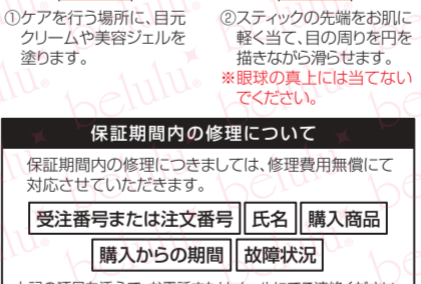 ①ケアを行う場所に、目元
クリームや美容ジェルを
塗ります。
②スティックの先端をお肌に
軽く当て、目の周りを円を
描きながら滑らせます。
※眼球の真上には当てない
でください。
保証期間内の修理について
保証期間内の修理につきましては、修理費用無償にて
対応させていただきます。
受注番号または注文番号 氏名 購入商品
購入からの期間 故障状況
belulu